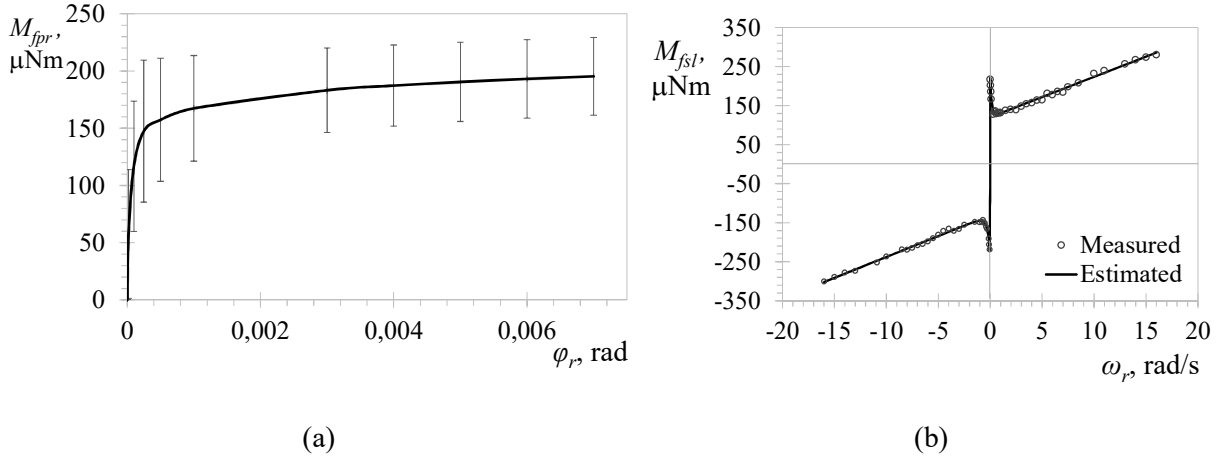 M_fpr,
μNm
250
200
150
100
50
0
0 0,002 0,004 0,006
φ_r, rad
(a)
M_fsl,
μNm
350
250
150
50
-50
-150
-250
-350
Measured
Estimated
-20 -15 -10 -5 0 5 10 15 20
ω_r, rad/s
(b)